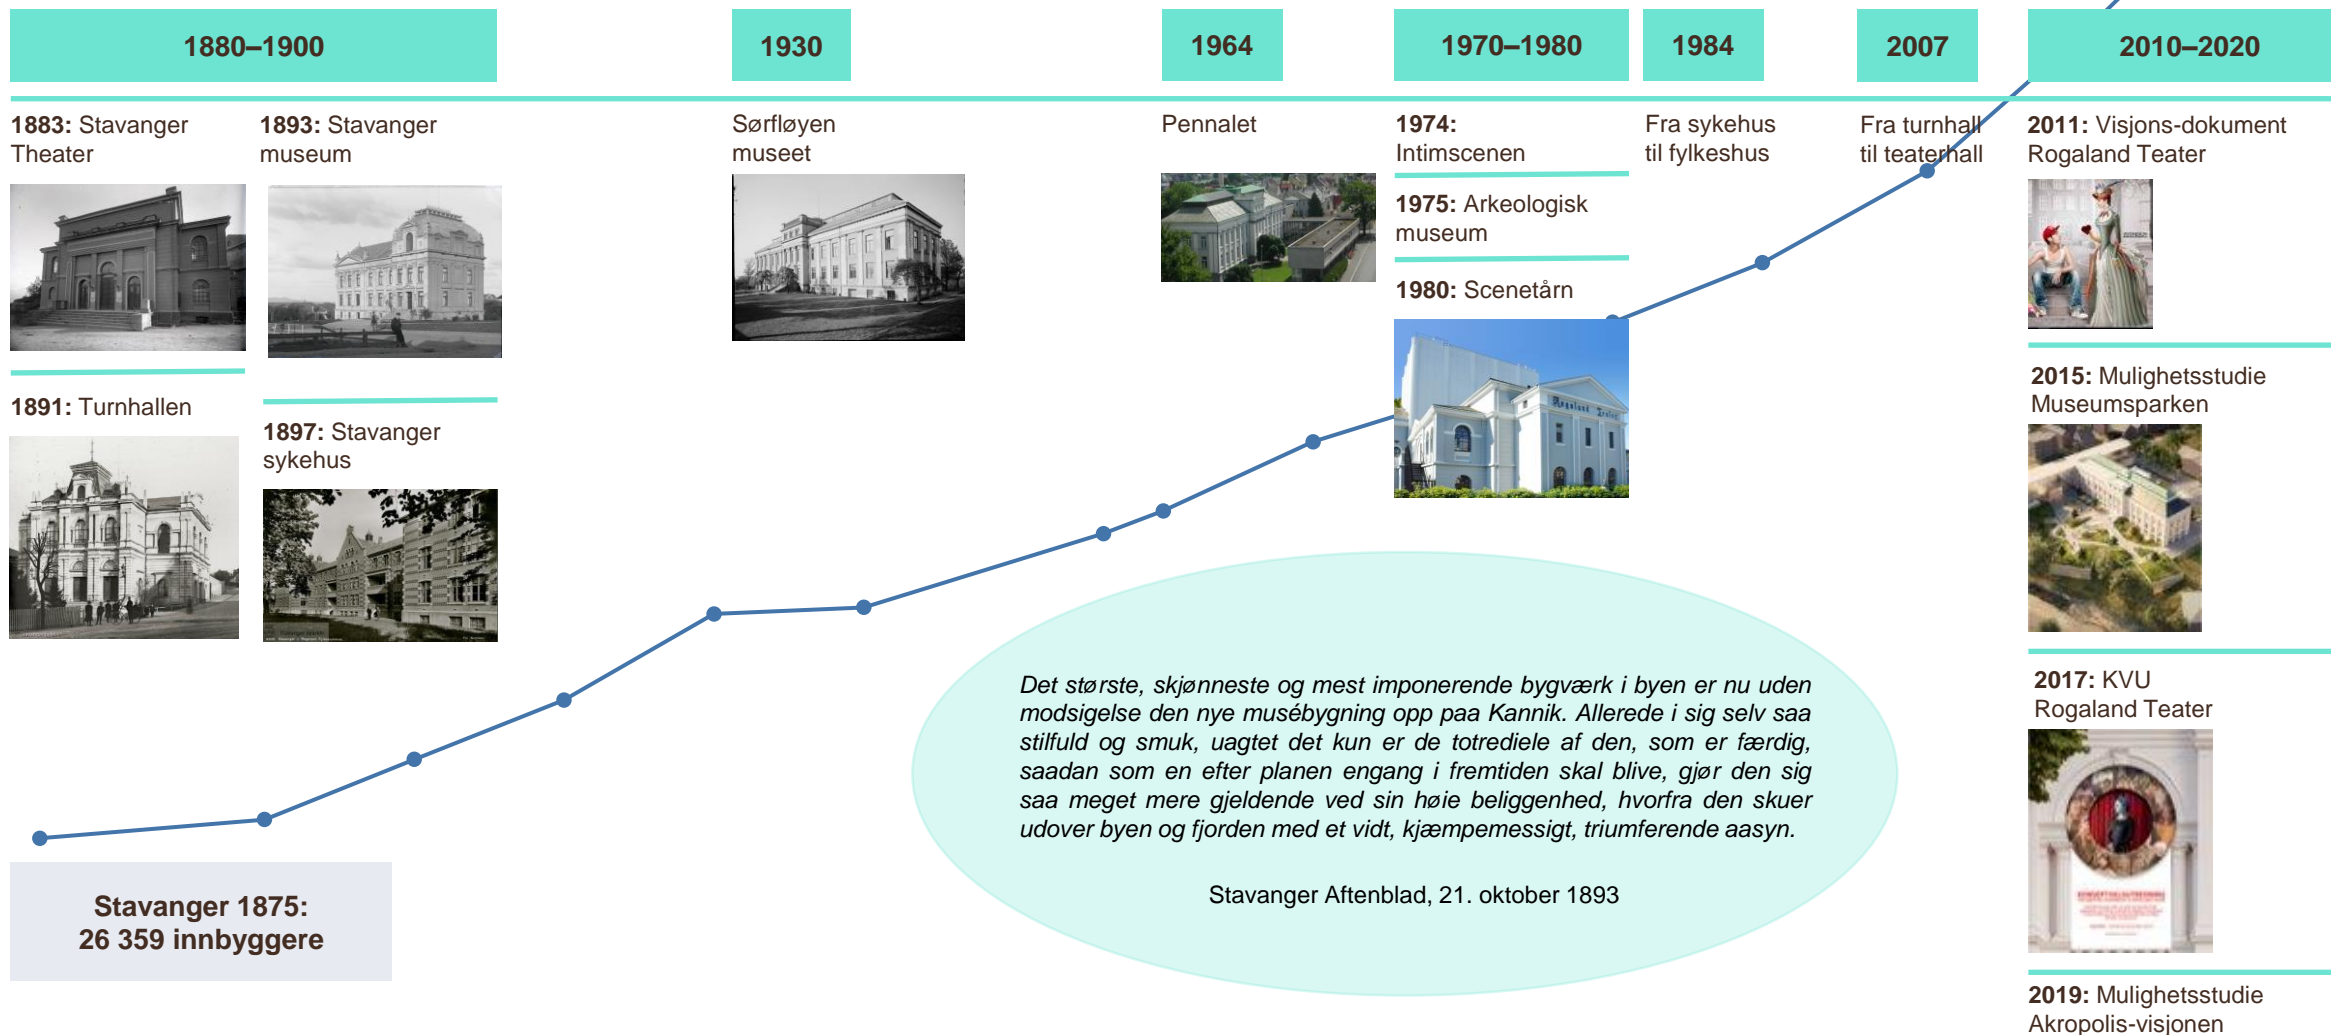 1880–1900
1930
1964
1970–1980
1984
2007
2010–2020
1883: Stavanger
Theater
1893: Stavanger
museum
Sørfløyen
museet
Pennalet
1974:
Intimscenen
1975: Arkeologisk
museum
1980: Scenetårn
Rogaland Teater
Fra sykehus
til fylkeshus
Fra turnhall
til teaterhall
2011: Visjons-dokument
Rogaland Teater
1891: Turnhallen
1897: Stavanger
sykehus
2015: Mulighetsstudie
Museumsparken
2017: KVU
Rogaland Teater
2019: Mulighetsstudie
Akropolis-visjonen
Det største, skjønneste og mest imponerende bygværk i byen er nu uden
modsigelse den nye musébygning opp paa Kannik. Allerede i sig selv saa
stilfuld og smuk, uagtet det kun er de totrediele af den, som er færdig,
saadan som en efter planen engang i fremtiden skal blive, gjør den sig
saa meget mere gjeldende ved sin høie beliggenhed, hvorfra den skuer
udover byen og fjorden med et vidt, kjæmpemessigt, triumferende aasyn.
Stavanger Aftenblad, 21. oktober 1893
Stavanger 1875:
26 359 innbyggere